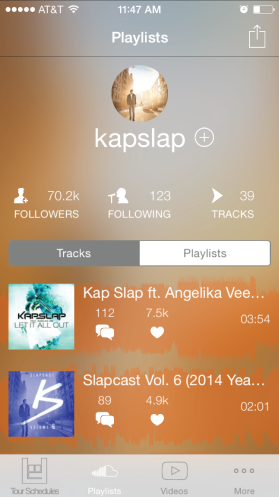 AT&T 11:47 AM
Playlists
kapslap
70.2k 123 39
FOLLOWERS FOLLOWING TRACKS
Tracks Playlists
Kap Slap ft. Angelika Vee...
112 7.5k
03:54
KAPSLAP
LET IT ALL OUT
Slapcast Vol. 6 (2014 Yea...
89 4.9k
02:01
SLAPCAST
Tour Schedules Playlists Videos More